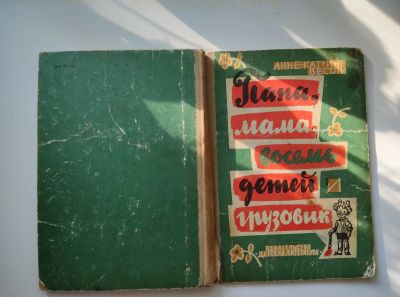 АННЕ-КАТРИНЕ
ВЕСТЛИ
Папа,
мама,
восемь
детей
и
грузовик
ИЗДАТЕЛЬСТВО
„ДЕТСКАЯ ЛИТЕРАТУРА“